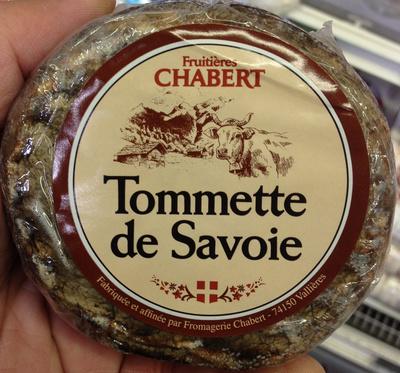 Fruitières
CHABERT
Tommette
de Savoie
Fabriquée et affinée par Fromagerie Chabert - 74150 Vallières